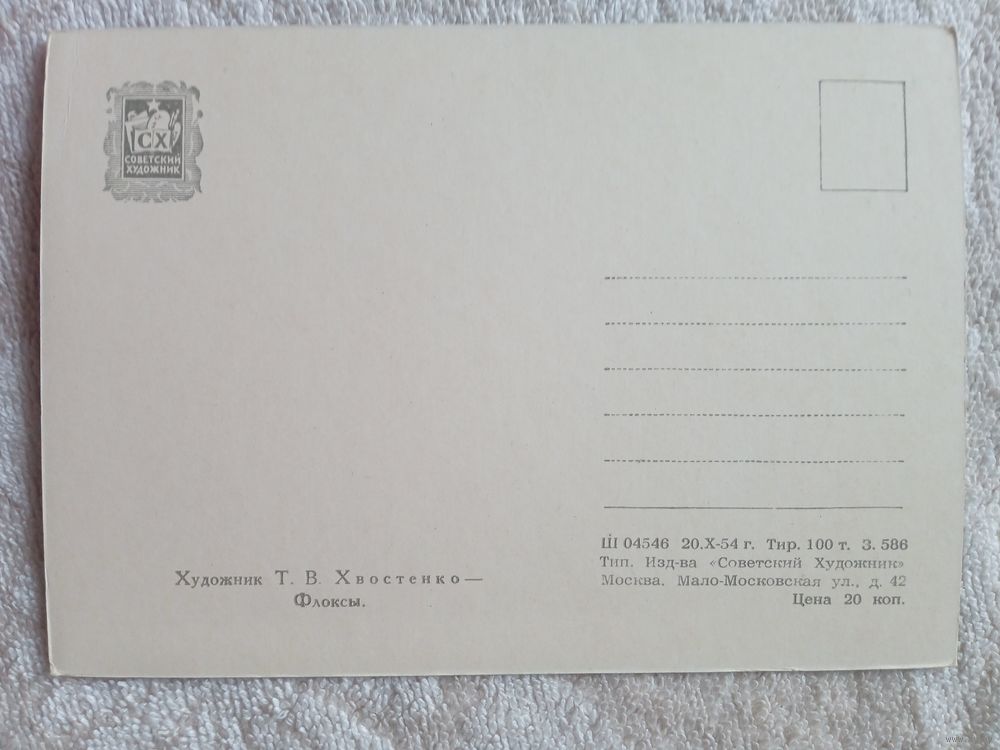 СХ
СОВЕТСКИЙ
ХУДОЖНИК
Художник Т. В. Хвостенко —
Флоксы.
Ш 04546 20.X-54 г. Тир. 100 т. З. 586
Тип. Изд-ва «Советский Художник»
Москва. Мало-Московская ул., д. 42
Цена 20 коп.